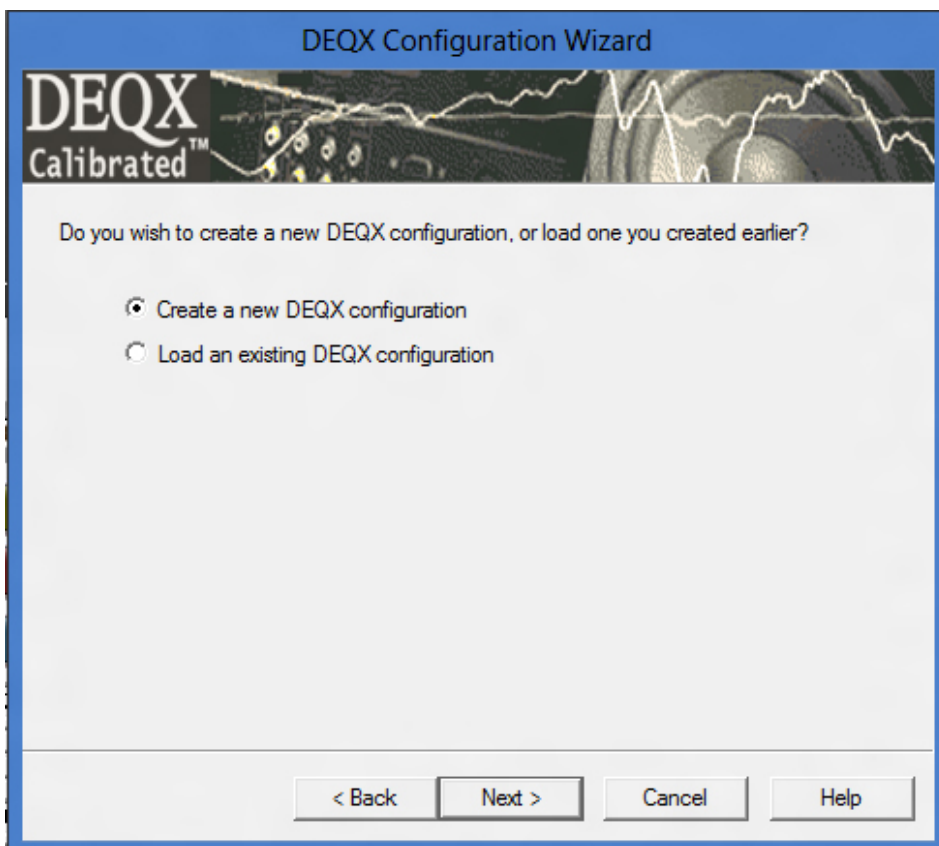 DEQX Configuration Wizard
DEQX
Calibrated™
Do you wish to create a new DEQX configuration, or load one you created earlier?
Create a new DEQX configuration
Load an existing DEQX configuration
< Back
Next >
Cancel
Help